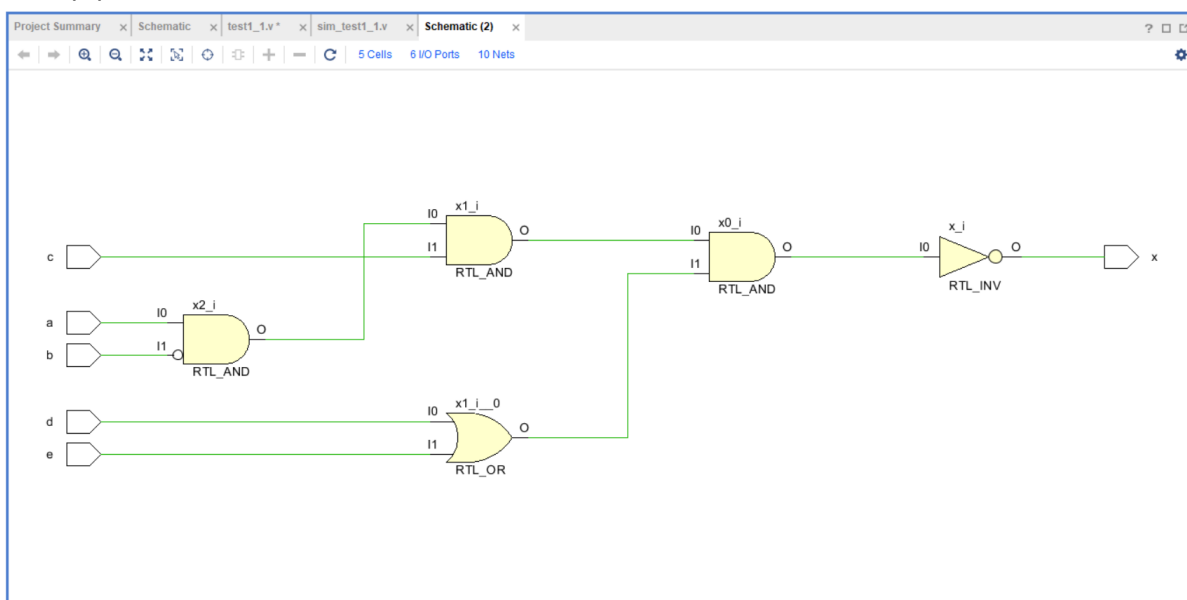 Project Summary × Schematic × test1_1.v * × sim_test1_1.v × Schematic (2) ×
5 Cells 6 I/O Ports 10 Nets
c
a
b
d
e
I0
I1
x2_i
O
RTL_AND
I0
I1
x1_i
O
RTL_AND
I0
I1
x1_i__0
O
RTL_OR
I0
I1
x0_i
O
RTL_AND
I0
x_i
O
RTL_INV
x